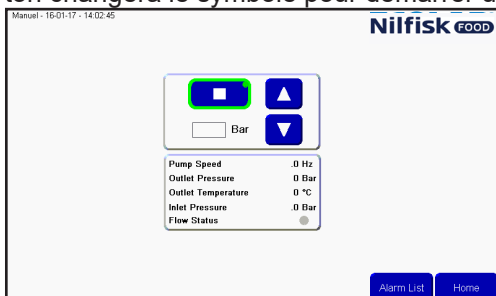 Manuel - 16-01-17 - 14:02:45
Nilfisk FOOD
Bar
Pump Speed .0 Hz
Outlet Pressure 0 Bar
Outlet Temperature 0 °C
Inlet Pressure .0 Bar
Flow Status
Alarm List Home